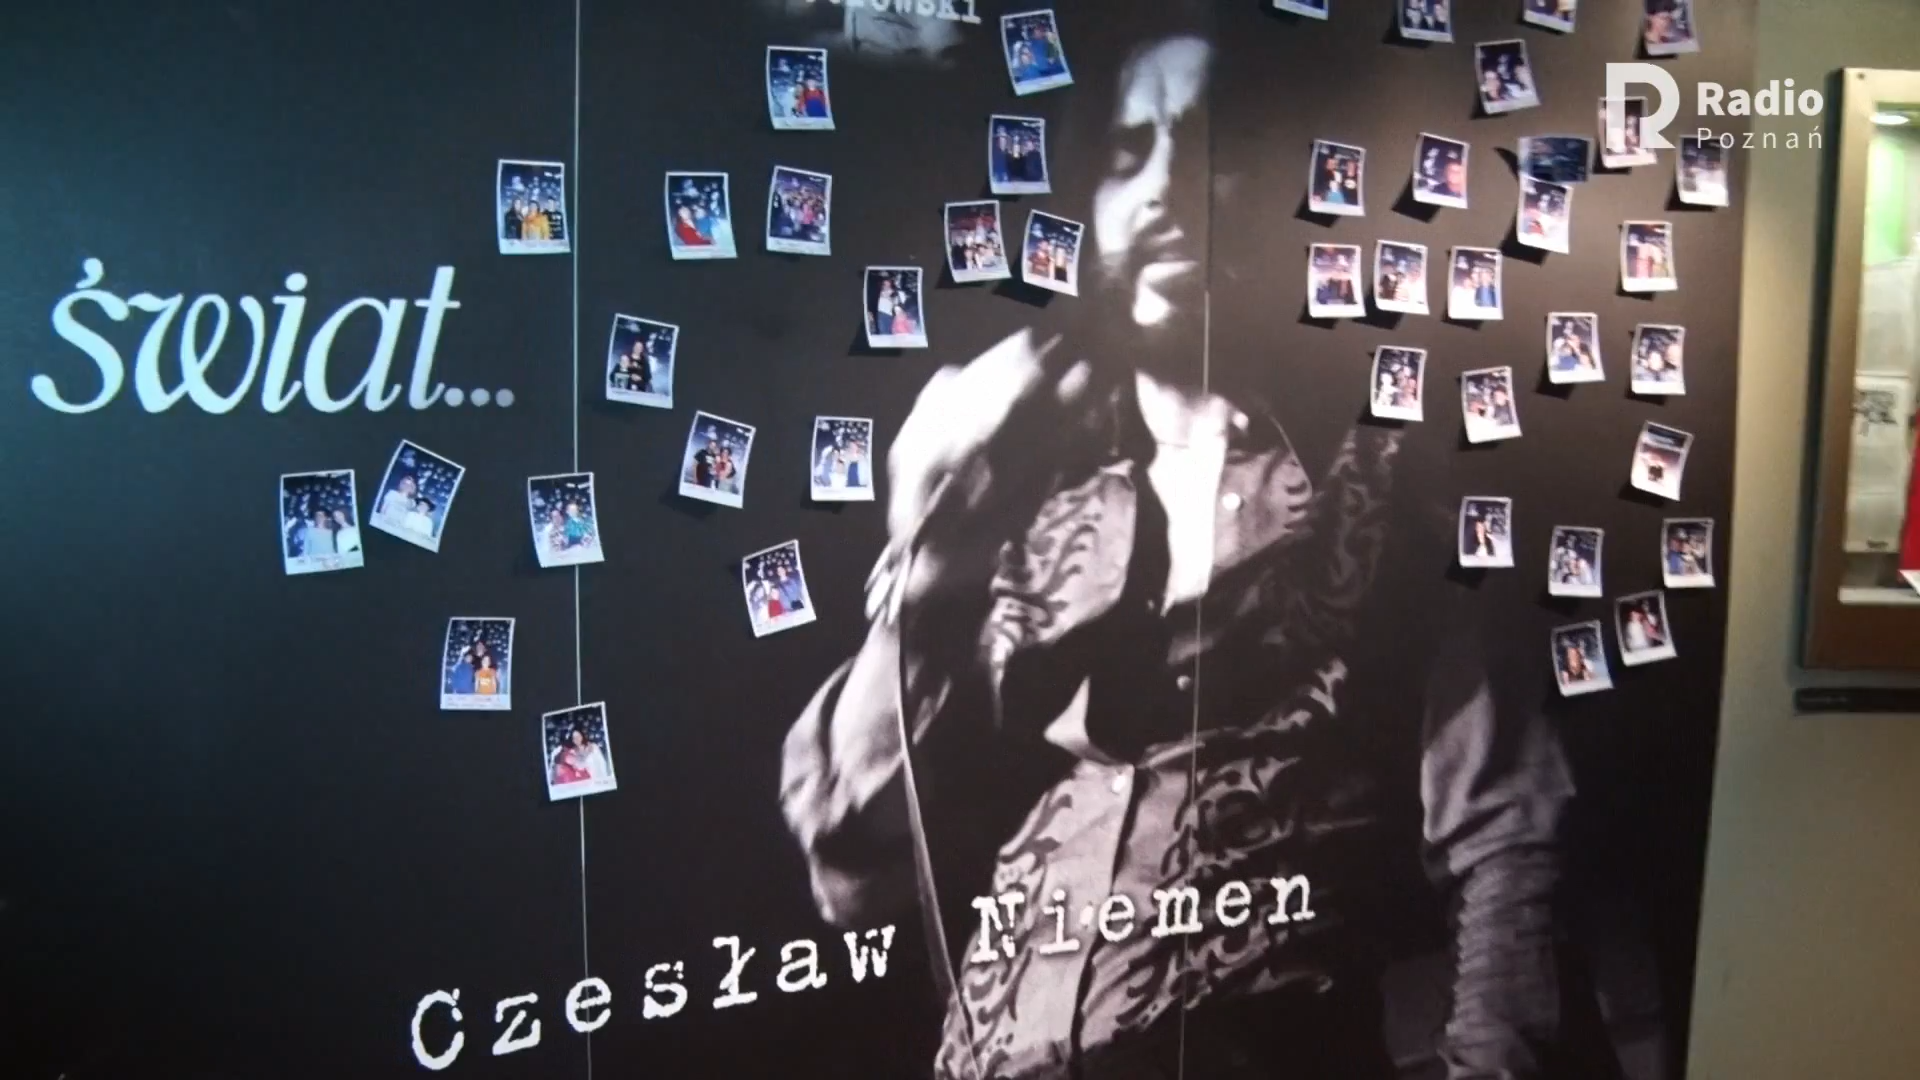 Radio
Poznań
świat...
Czesław Niemen